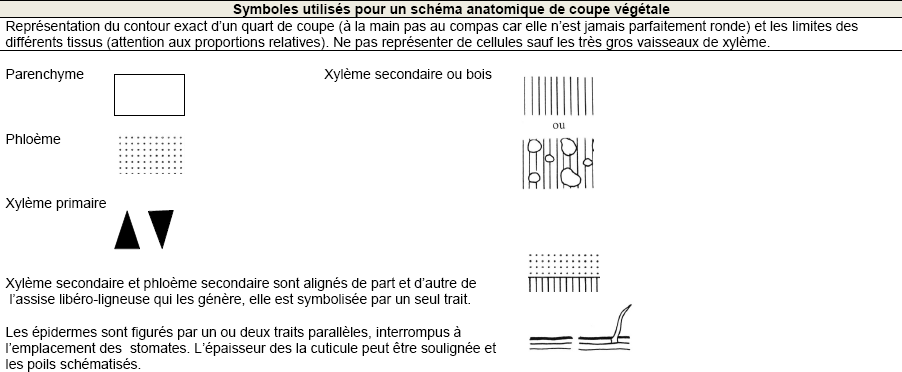 Symboles utilisés pour un schéma anatomique de coupe végétale
Représentation du contour exact d'un quart de coupe (à la main pas au compas car elle n'est jamais parfaitement ronde) et les limites des
différents tissus (attention aux proportions relatives). Ne pas représenter de cellules sauf les très gros vaisseaux de xylème.
Parenchyme
Xylème secondaire ou bois
ou
Phloème
Xylème primaire
Xylème secondaire et phloème secondaire sont alignés de part et d'autre de
l'assise libéro-ligneuse qui les génère, elle est symbolisée par un seul trait.
Les épidermes sont figurés par un ou deux traits parallèles, interrompus à
l'emplacement des stomates. L'épaisseur des la cuticule peut être soulignée et
les poils schématisés.